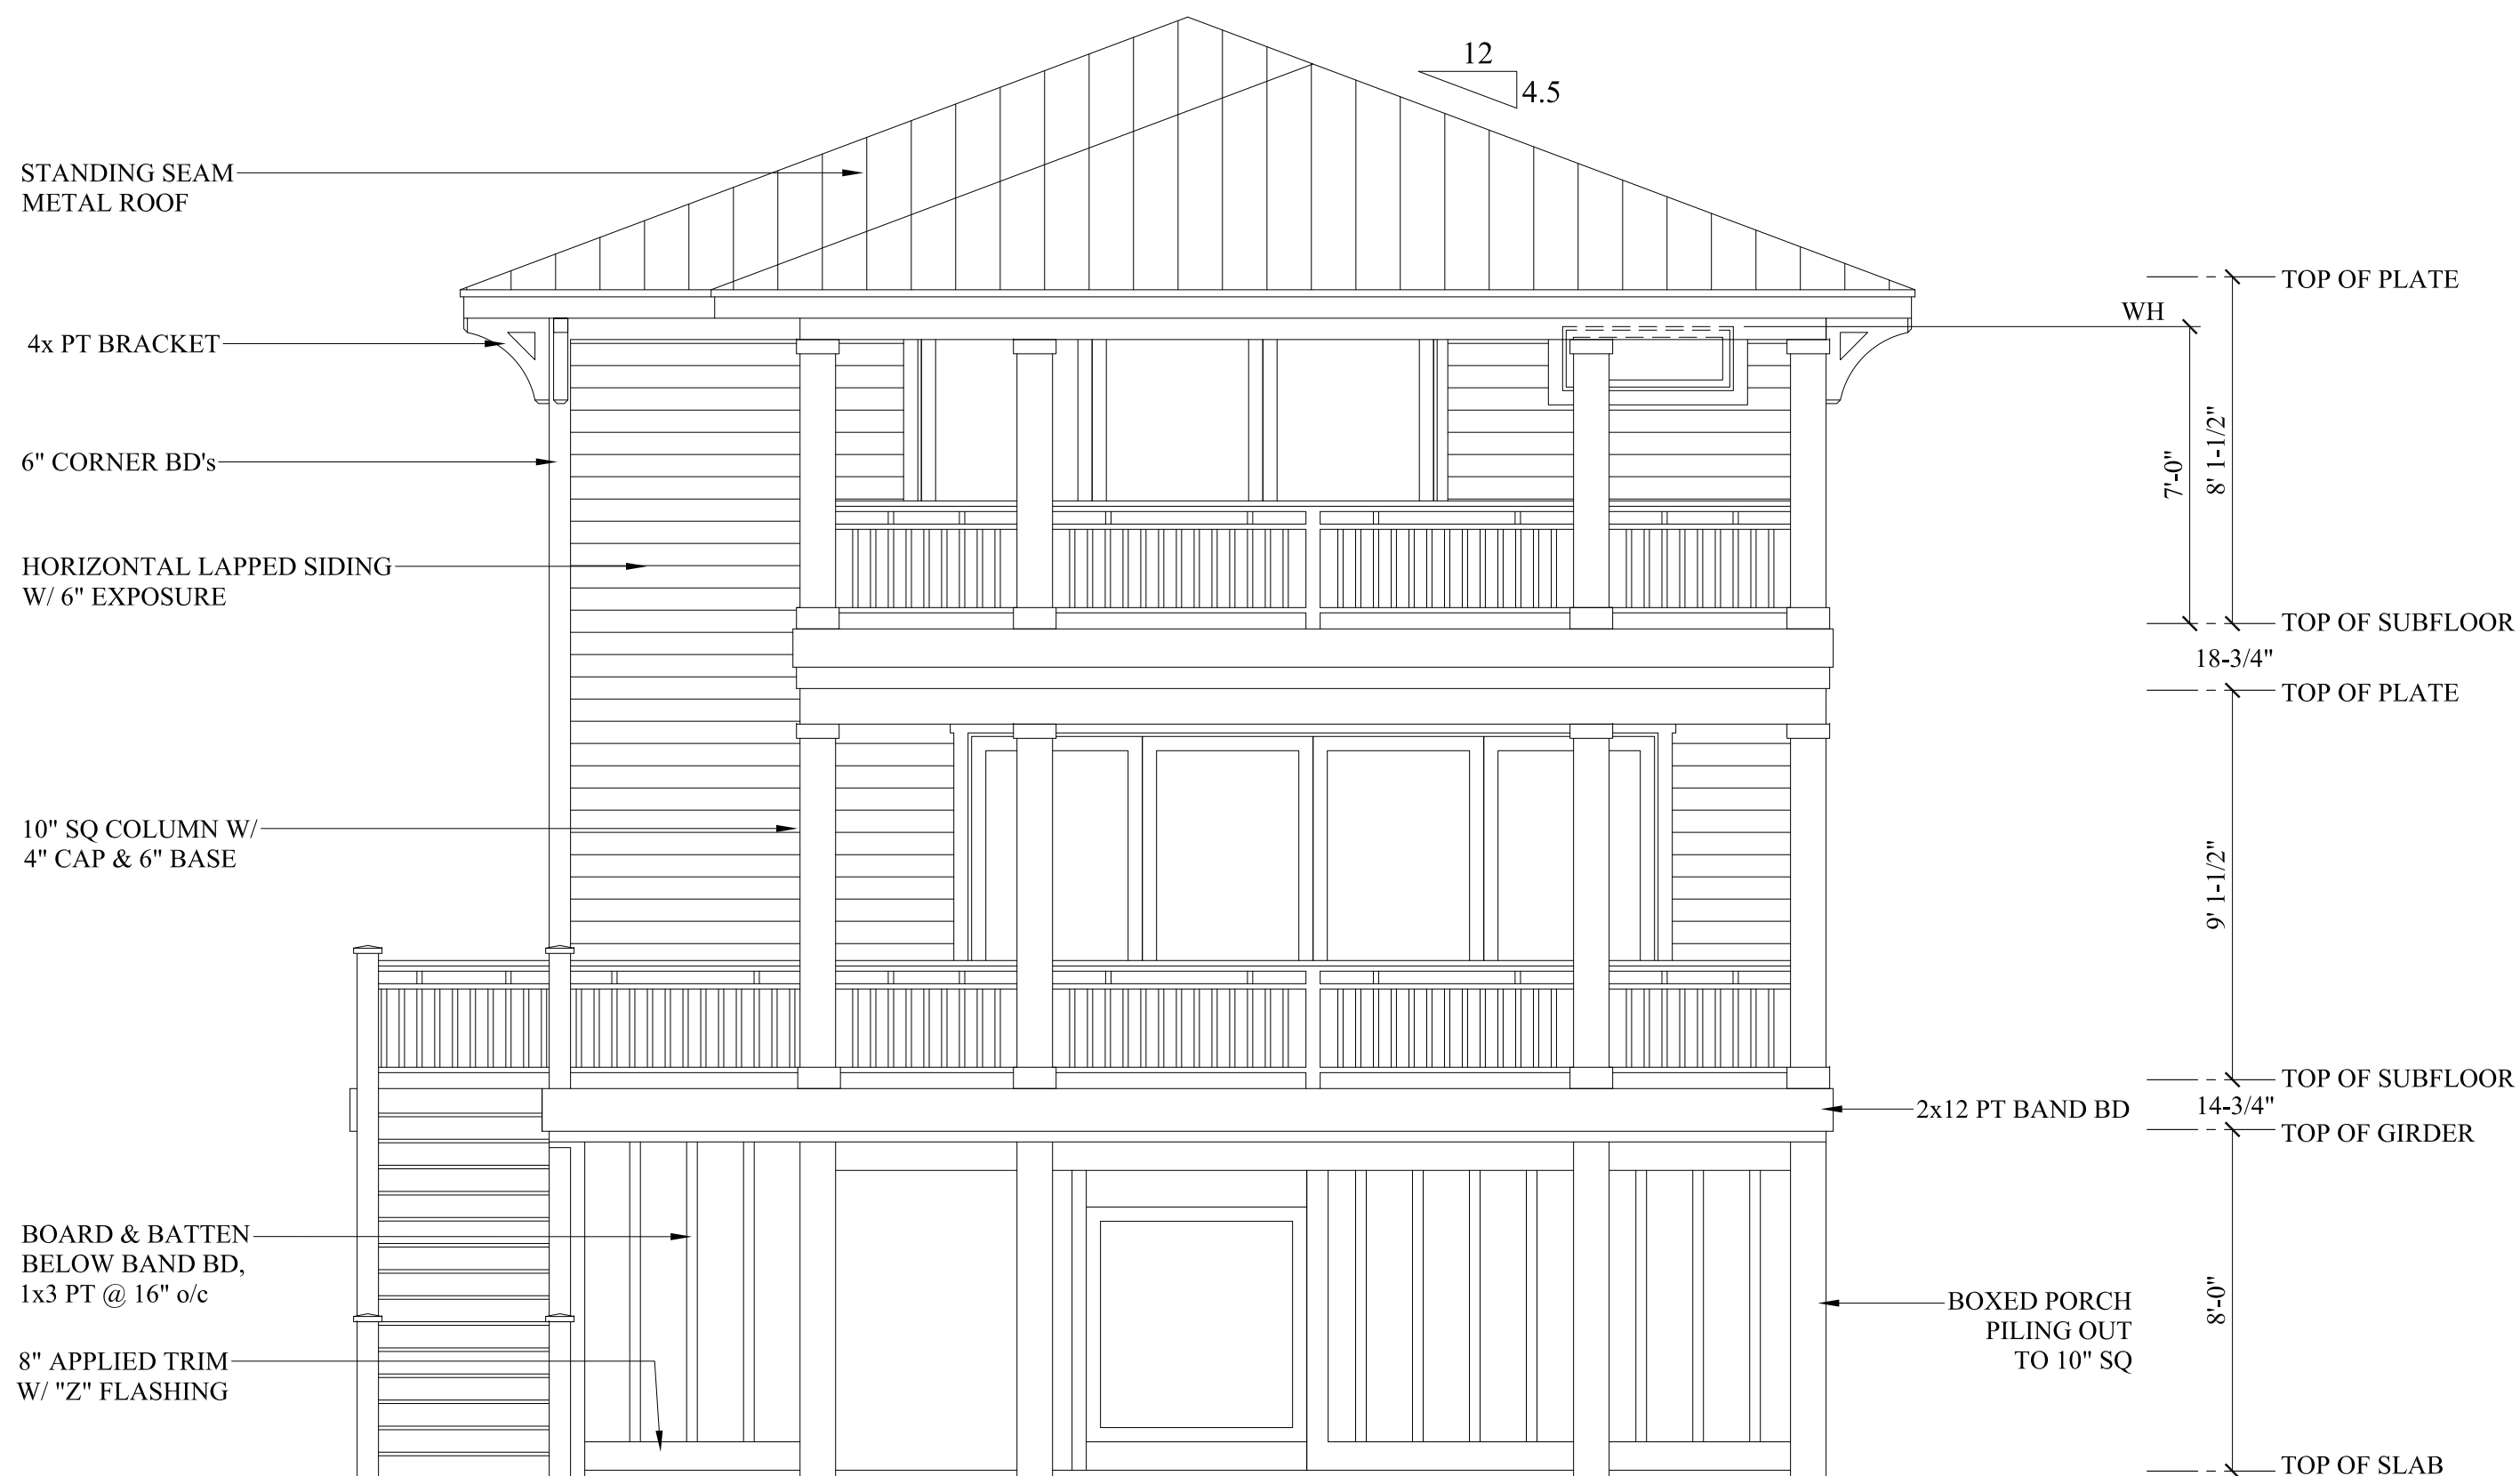 12
4.5
STANDING SEAM
METAL ROOF
4x PT BRACKET
6" CORNER BD's
HORIZONTAL LAPPED SIDING
W/ 6" EXPOSURE
10" SQ COLUMN W/
4" CAP & 6" BASE
BOARD & BATTEN
BELOW BAND BD,
1x3 PT @ 16" o/c
8" APPLIED TRIM
W/ "Z" FLASHING
2x12 PT BAND BD
BOXED PORCH
PILING OUT
TO 10" SQ
WH
7'-0"
8' 1-1/2"
9' 1-1/2"
8'-0"
TOP OF PLATE
TOP OF SUBFLOOR
18-3/4"
TOP OF PLATE
TOP OF SUBFLOOR
14-3/4"
TOP OF GIRDER
TOP OF SLAB